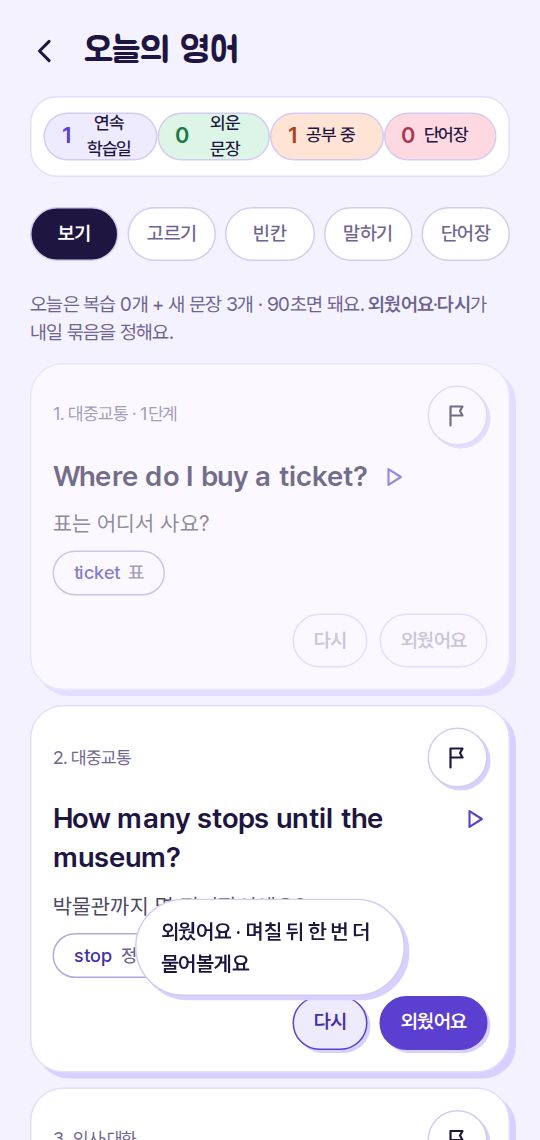 오늘의 영어
1 연속 학습일
0 외운 문장
1 공부 중
0 단어장
보기 고르기 빈칸 말하기 단어장
오늘은 복습 0개 + 새 문장 3개 · 90초면 돼요. 외웠어요·다시가
내일 묶음을 정해요.
1. 대중교통 · 1단계
Where do I buy a ticket?
표는 어디서 사요?
ticket 표
다시 외웠어요
2. 대중교통
How many stops until the
museum?
박물관까지
stop
외웠어요 · 며칠 뒤 한 번 더
물어볼게요
다시 외웠어요
3.